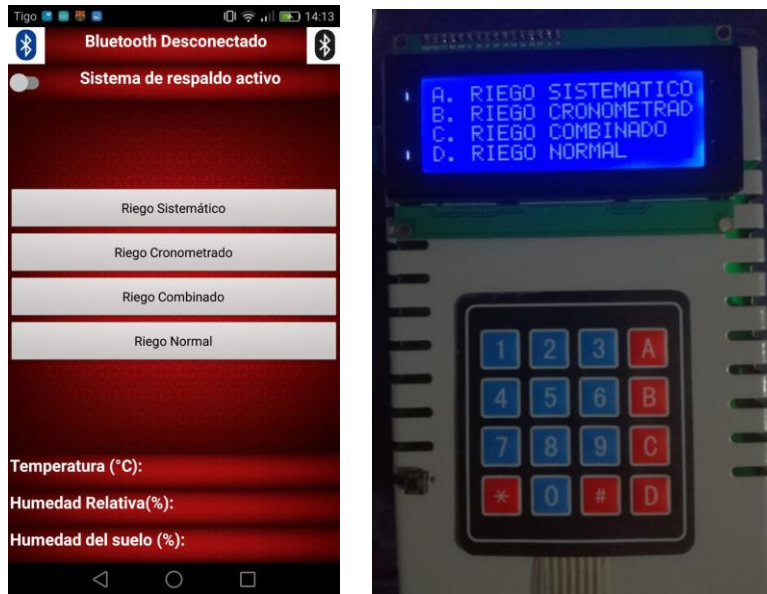 Tigo 14:13
Bluetooth Desconectado
Sistema de respaldo activo
Riego Sistemático
Riego Cronometrado
Riego Combinado
Riego Normal
Temperatura (°C):
Humedad Relativa(%):
Humedad del suelo (%):
A. RIEGO SISTEMATICO
B. RIEGO CRONOMETRAD
C. RIEGO COMBINADO
D. RIEGO NORMAL
1 2 3 A
4 5 6 B
7 8 9 C
* 0 # D